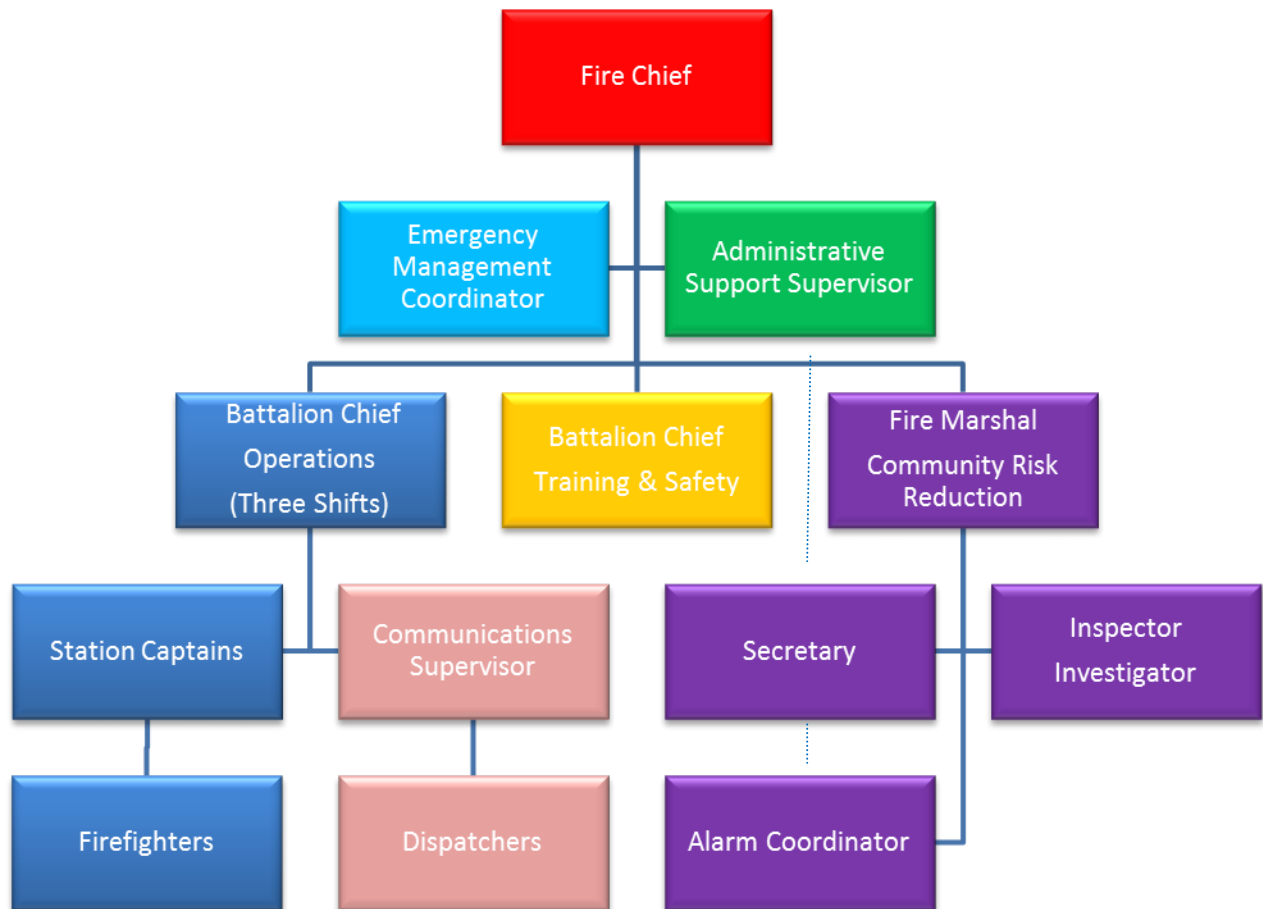 Fire Chief
Emergency
Management
Coordinator
Administrative
Support Supervisor
Battalion Chief
Operations
(Three Shifts)
Battalion Chief
Training & Safety
Fire Marshal
Community Risk
Reduction
Station Captains
Communications
Supervisor
Secretary
Inspector
Investigator
Firefighters
Dispatchers
Alarm Coordinator